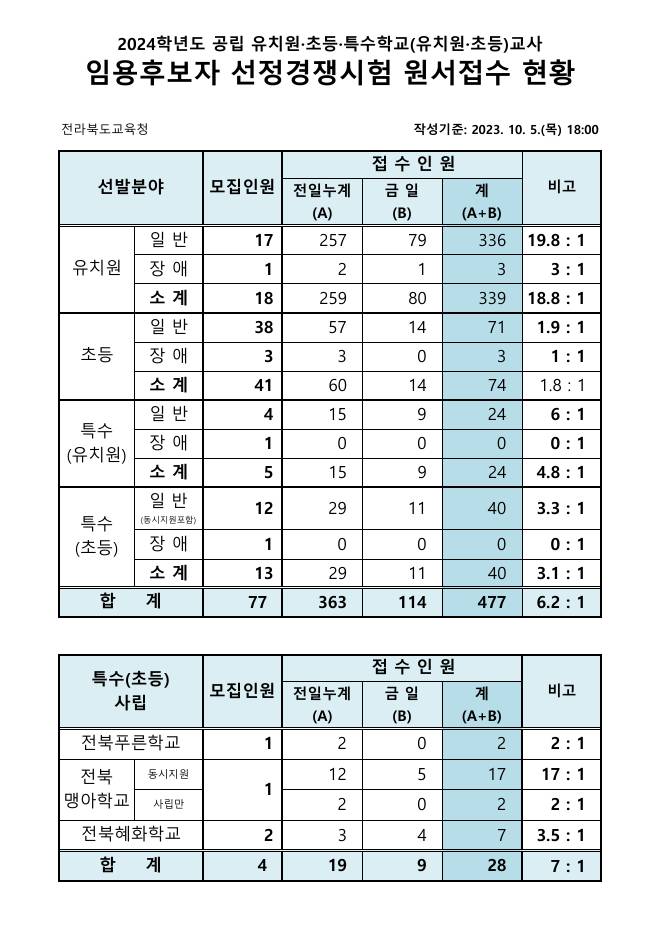 2024학년도 공립 유치원·초등·특수학교(유치원·초등)교사
임용후보자 선정경쟁시험 원서접수 현황
전라북도교육청 작성기준: 2023. 10. 5.(목) 18:00
선발분야 모집인원 접 수 인 원 비고
전일누계 (A) 금 일 (B) 계 (A+B)
유치원 일 반 17 257 79 336 19.8 : 1
장 애 1 2 1 3 3 : 1
소 계 18 259 80 339 18.8 : 1
초등 일 반 38 57 14 71 1.9 : 1
장 애 3 3 0 3 1 : 1
소 계 41 60 14 74 1.8 : 1
특수 (유치원) 일 반 4 15 9 24 6 : 1
장 애 1 0 0 0 0 : 1
소 계 5 15 9 24 4.8 : 1
특수 (초등) 일 반 (동시지원포함) 12 29 11 40 3.3 : 1
장 애 1 0 0 0 0 : 1
소 계 13 29 11 40 3.1 : 1
합 계 77 363 114 477 6.2 : 1
특수(초등) 사립 모집인원 접 수 인 원 비고
전일누계 (A) 금 일 (B) 계 (A+B)
전북푸른학교 1 2 0 2 2 : 1
전북 맹아학교 동시지원 1 12 5 17 17 : 1
사립만 2 0 2 2 : 1
전북혜화학교 2 3 4 7 3.5 : 1
합 계 4 19 9 28 7 : 1